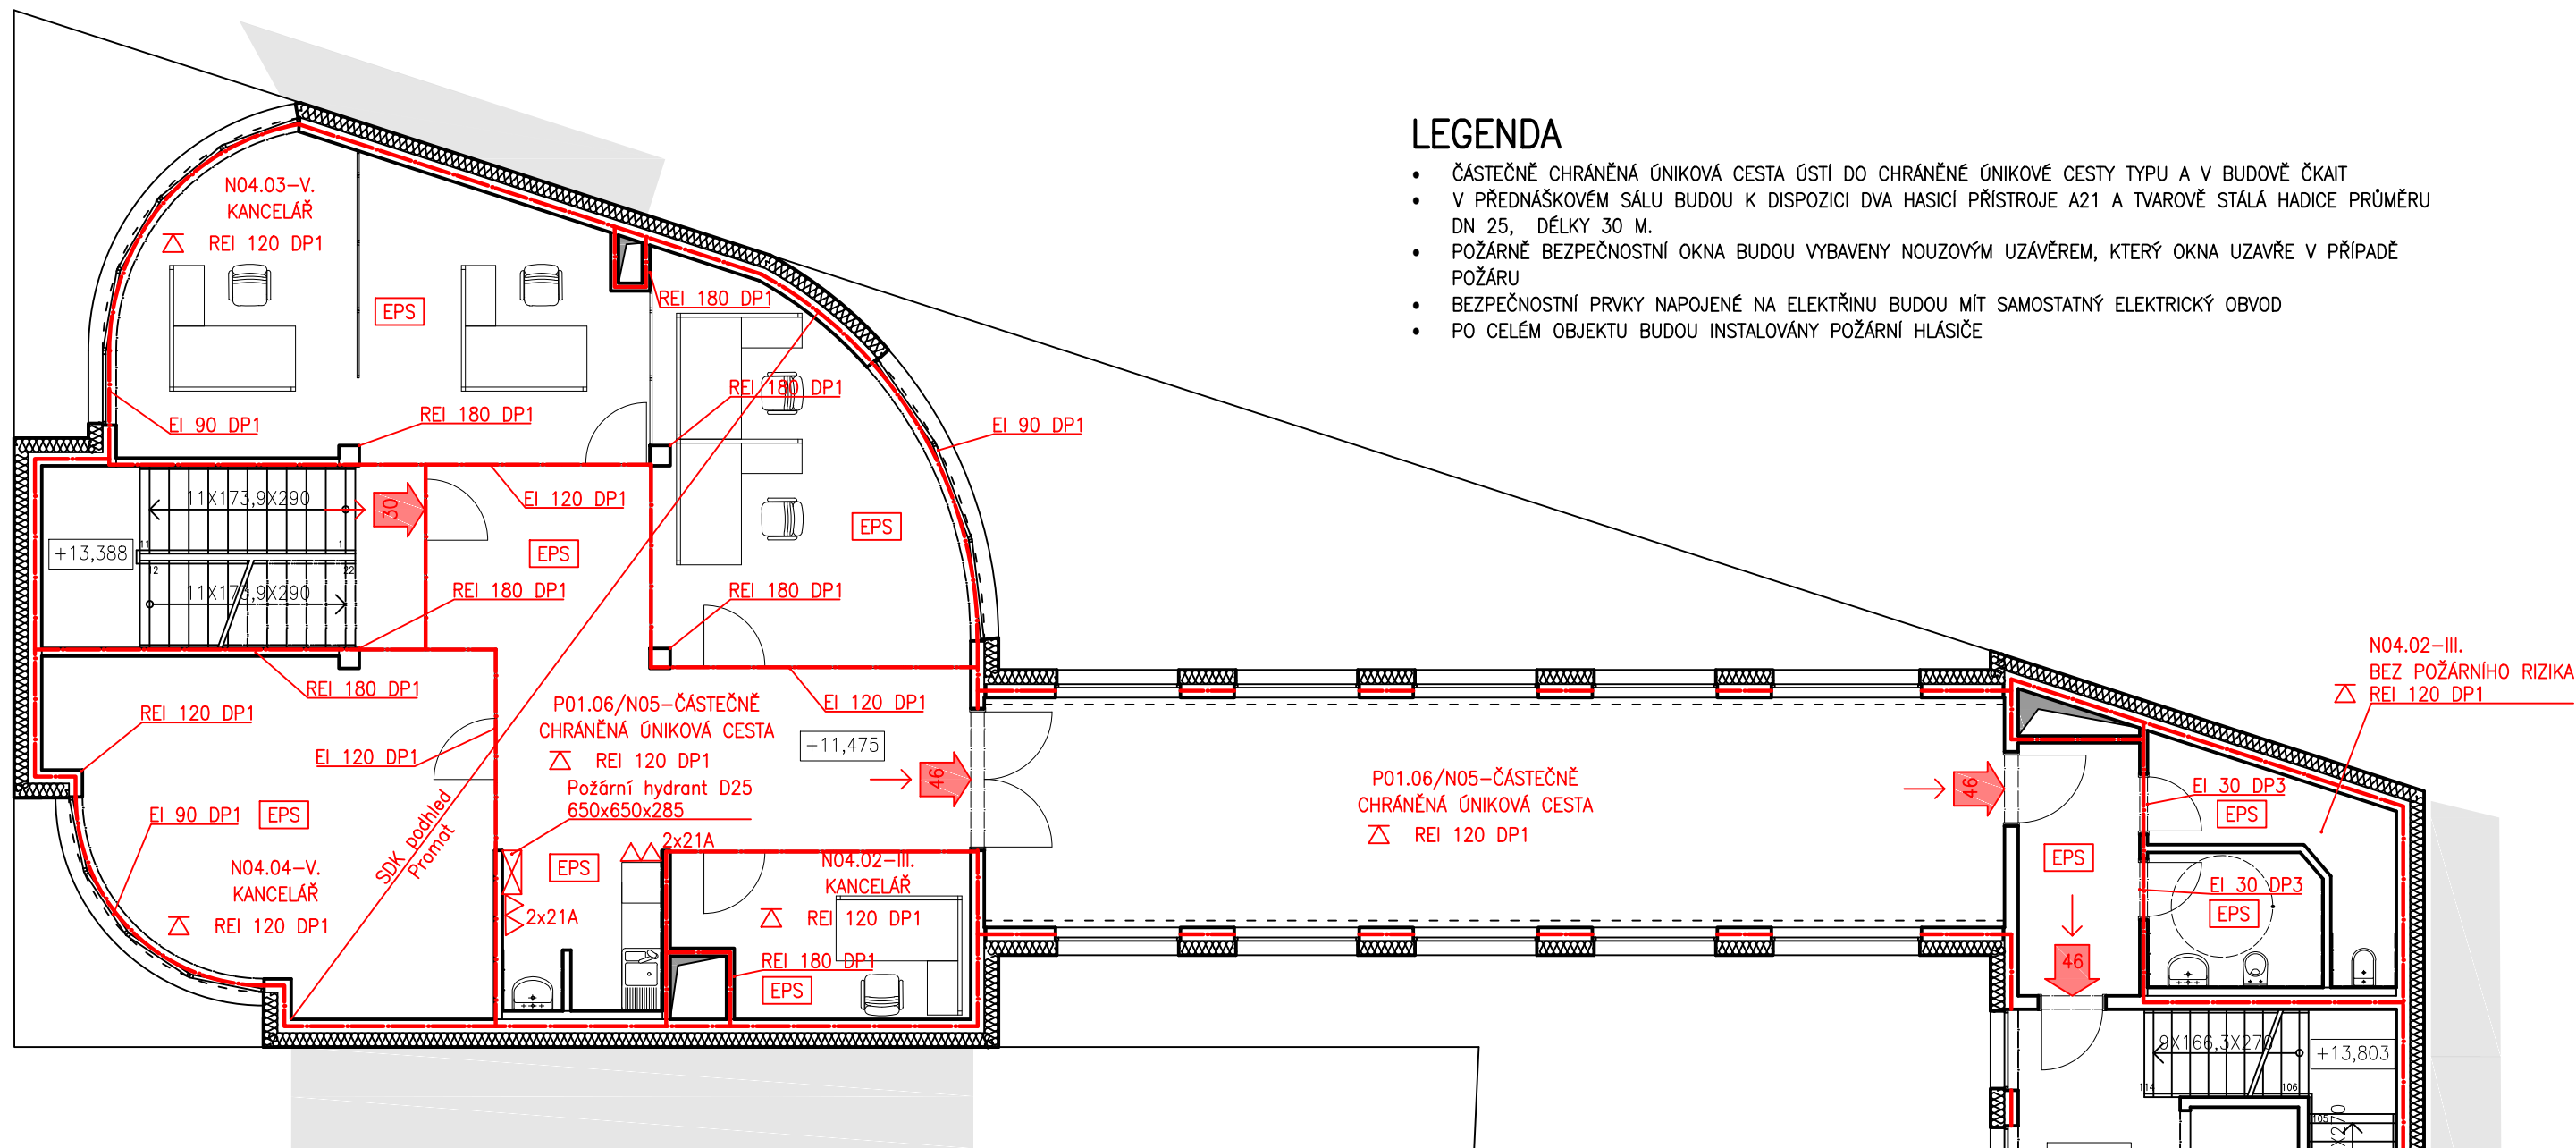 LEGENDA
• ČÁSTEČNĚ CHRÁNĚNÁ ÚNIKOVÁ CESTA ÚSTÍ DO CHRÁNĚNÉ ÚNIKOVÉ CESTY TYPU A V BUDOVĚ ČKAIT
• V PŘEDNÁŠKOVÉM SÁLU BUDOU K DISPOZICI DVA HASICÍ PŘÍSTROJE A21 A TVAROVĚ STÁLÁ HADICE PRŮMĚRU
DN 25, DÉLKY 30 M.
• POŽÁRNĚ BEZPEČNOSTNÍ OKNA BUDOU VYBAVENY NOUZOVÝM UZÁVĚREM, KTERÝ OKNA UZAVŘE V PŘÍPADĚ
POŽÁRU
• BEZPEČNOSTNÍ PRVKY NAPOJENÉ NA ELEKTŘINU BUDOU MÍT SAMOSTATNÝ ELEKTRICKÝ OBVOD
• PO CELÉM OBJEKTU BUDOU INSTALOVÁNY POŽÁRNÍ HLÁSIČE
N04.03-V.
KANCELÁŘ
REI 120 DP1
EPS
REI 180 DP1
REI 180 DP1
EI 90 DP1
REI 180 DP1
EI 90 DP1
11X173,9X290
30
EI 120 DP1
EPS
EPS
+13,388
11
1
12
22
11X173,9X290
REI 180 DP1
REI 180 DP1
REI 180 DP1
REI 120 DP1
EI 120 DP1
P01.06/N05-ČÁSTEČNĚ
CHRÁNĚNÁ ÚNIKOVÁ CESTA
REI 120 DP1
EI 120 DP1
+11,475
46
Požární hydrant D25
650x650x285
EI 90 DP1
EPS
SDK podhled
Promat
N04.04-V.
KANCELÁŘ
REI 120 DP1
EPS
2x21A
2x21A
N04.02-III.
KANCELÁŘ
REI 120 DP1
REI 180 DP1
EPS
P01.06/N05-ČÁSTEČNĚ
CHRÁNĚNÁ ÚNIKOVÁ CESTA
REI 120 DP1
46
N04.02-III.
BEZ POŽÁRNÍHO RIZIKA
REI 120 DP1
EI 30 DP3
EPS
EPS
EI 30 DP3
EPS
46
9X166,3X270
+13,803
114
106
105
X270